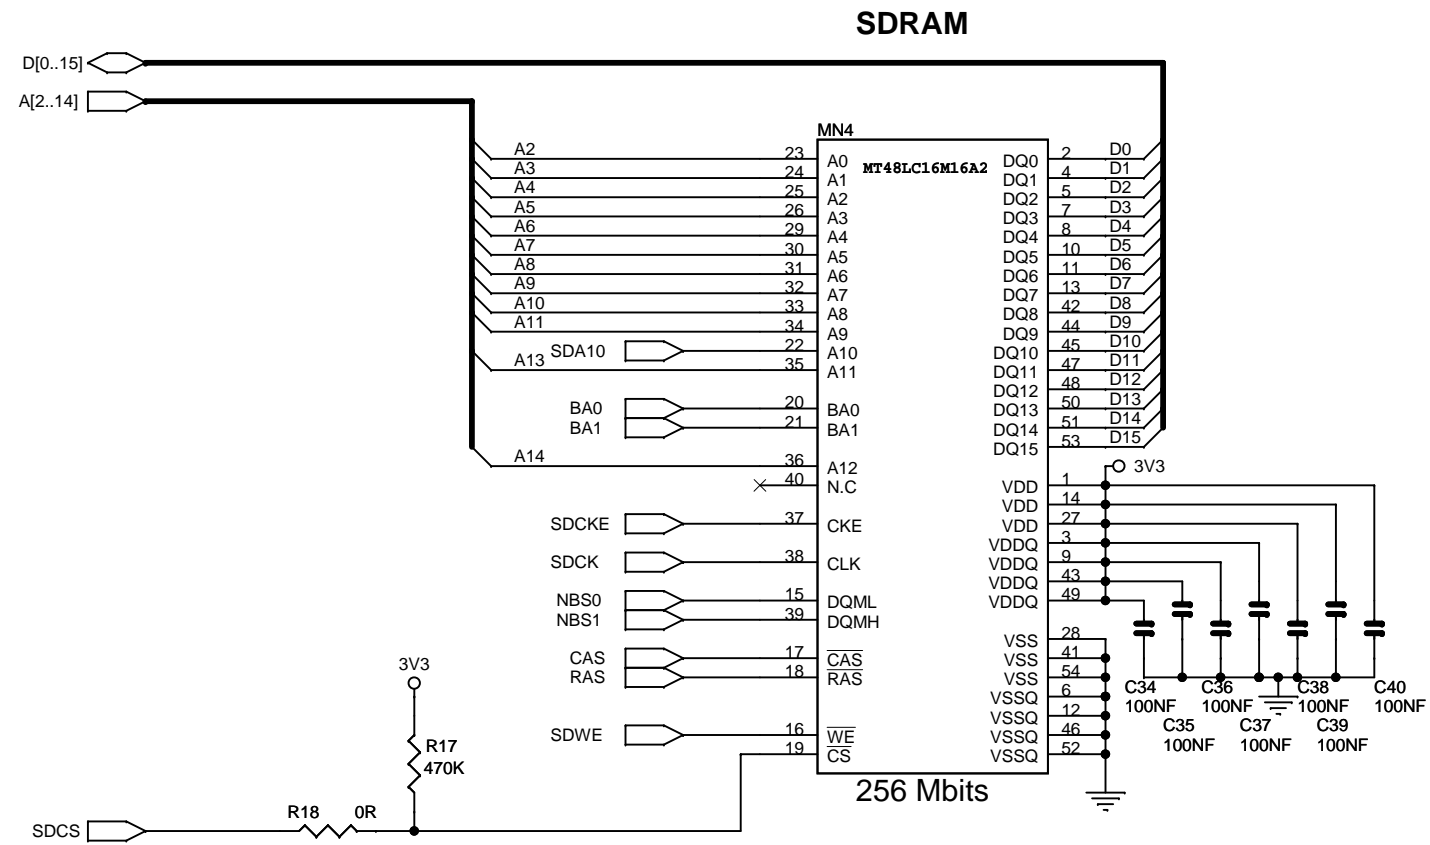 SDRAM
D[0..15]
A[2..14]
MN4
MT48LC16M16A2
A2 23 A0 DQ0 2 D0
A3 24 A1 DQ1 4 D1
A4 25 A2 DQ2 5 D2
A5 26 A3 DQ3 7 D3
A6 29 A4 DQ4 8 D4
A7 30 A5 DQ5 10 D5
A8 31 A6 DQ6 11 D6
A9 32 A7 DQ7 13 D7
A10 33 A8 DQ8 42 D8
A11 34 A9 DQ9 44 D9
SDA10 22 A10 DQ10 45 D10
A13 35 A11 DQ11 47 D11
DQ12 48 D12
BA0 20 BA0 DQ13 50 D13
BA1 21 BA1 DQ14 51 D14
DQ15 53 D15
A14 36 A12 3V3
40 N.C VDD 1
VDD 14
SDCKE 37 CKE VDD 27
VDDQ 3
SDCK 38 CLK VDDQ 9
VDDQ 43
NBS0 15 DQML VDDQ 49
NBS1 39 DQMH
VSS 28
CAS 17 CAS VSS 41
RAS 18 RAS VSS 54
VSSQ 6
VSSQ 12
SDWE 16 WE VSSQ 46
19 CS VSSQ 52
C34 100NF
C36 100NF
C38 100NF
C40 100NF
C35 100NF
C37 100NF
C39 100NF
256 Mbits
3V3
R17
470K
R18 0R
SDCS